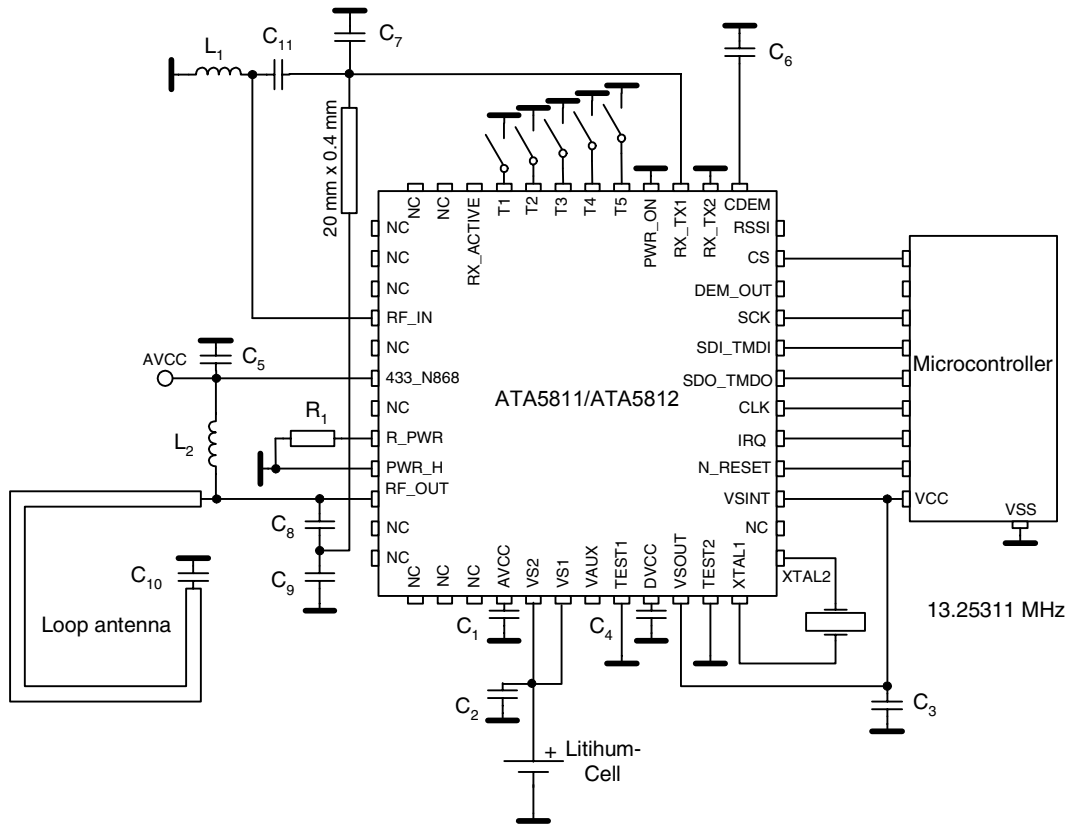 C7
L1
C11
C6
20 mm x 0.4 mm
NC
NC
RX_ACTIVE
T1
T2
T3
T4
T5
PWR_ON
RX_TX1
RX_TX2
CDEM
NC
NC
NC
RF_IN
NC
433_N868
NC
R_PWR
PWR_H
RF_OUT
NC
NC
RSSI
CS
DEM_OUT
SCK
SDI_TMDI
SDO_TMDO
CLK
IRQ
N_RESET
VSINT
NC
XTAL2
ATA5811/ATA5812
Microcontroller
VCC
VSS
AVCC
C5
R1
L2
C8
C9
C10
Loop antenna
NC
NC
NC
AVCC
VS2
VS1
VAUX
TEST1
DVCC
VSOUT
TEST2
XTAL1
13.25311 MHz
C1
C4
C2
C3
+ Litihum-
Cell